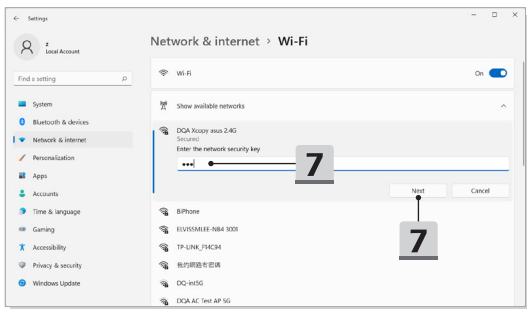 ← Settings
z
Local Account
Find a setting
System
Bluetooth & devices
Network & internet
Personalization
Apps
Accounts
Time & language
Gaming
Accessibility
Privacy & security
Windows Update
Network & internet > Wi-Fi
Wi-Fi
On
Show available networks
DQA Xcopy asus 2.4G
Secured
Enter the network security key
•••
7
Next
Cancel
7
BiPhone
ELVISSMLEE-NB4 3001
TP-LINK_F14C94
我的網路有密碼
DQ-int5G
DQA AC Test AP 5G